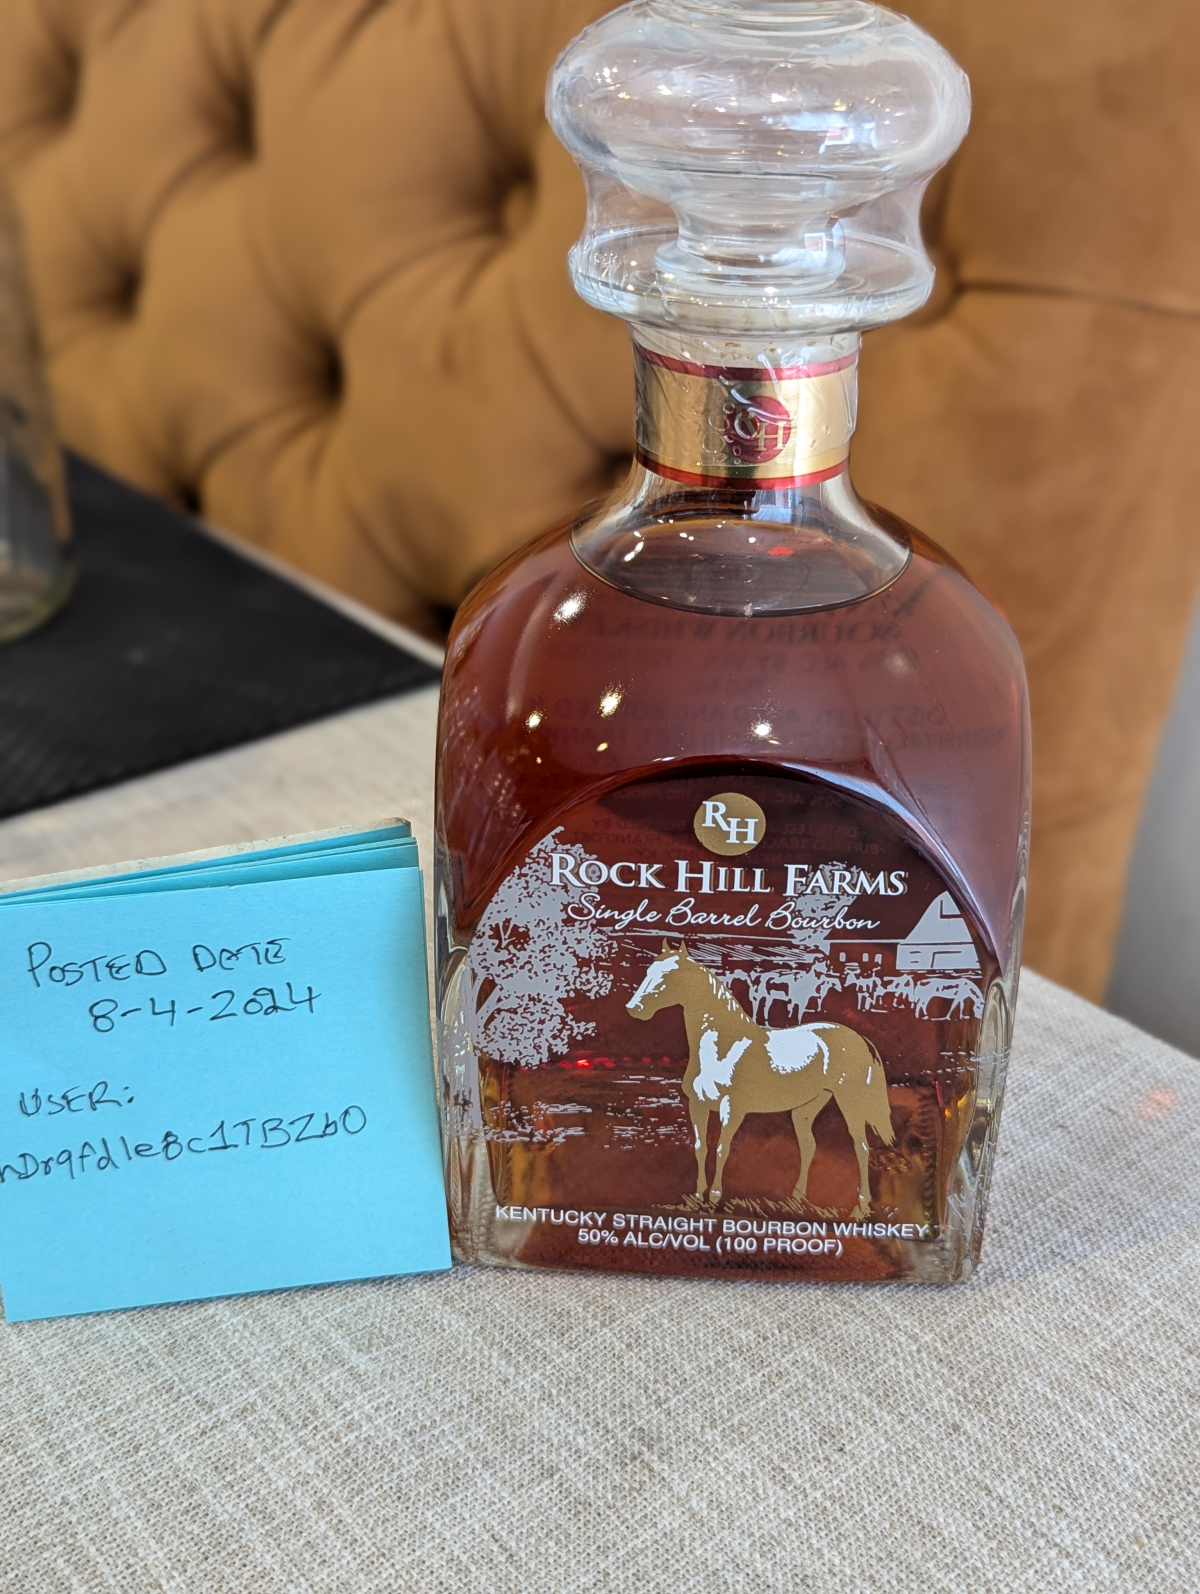 RH
RH
ROCK HILL FARMS
Single Barrel Bourbon
KENTUCKY STRAIGHT BOURBON WHISKEY
50% ALC/VOL (100 PROOF)
POSTED DATE
8-4-2024
USER: